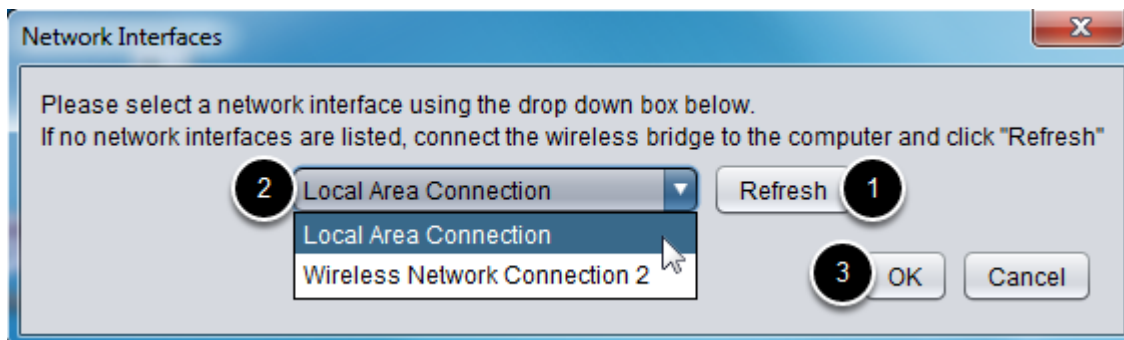 Network Interfaces
x
Please select a network interface using the drop down box below.
If no network interfaces are listed, connect the wireless bridge to the computer and click "Refresh"
2 Local Area Connection Refresh 1
Local Area Connection
Wireless Network Connection 2
3 OK Cancel